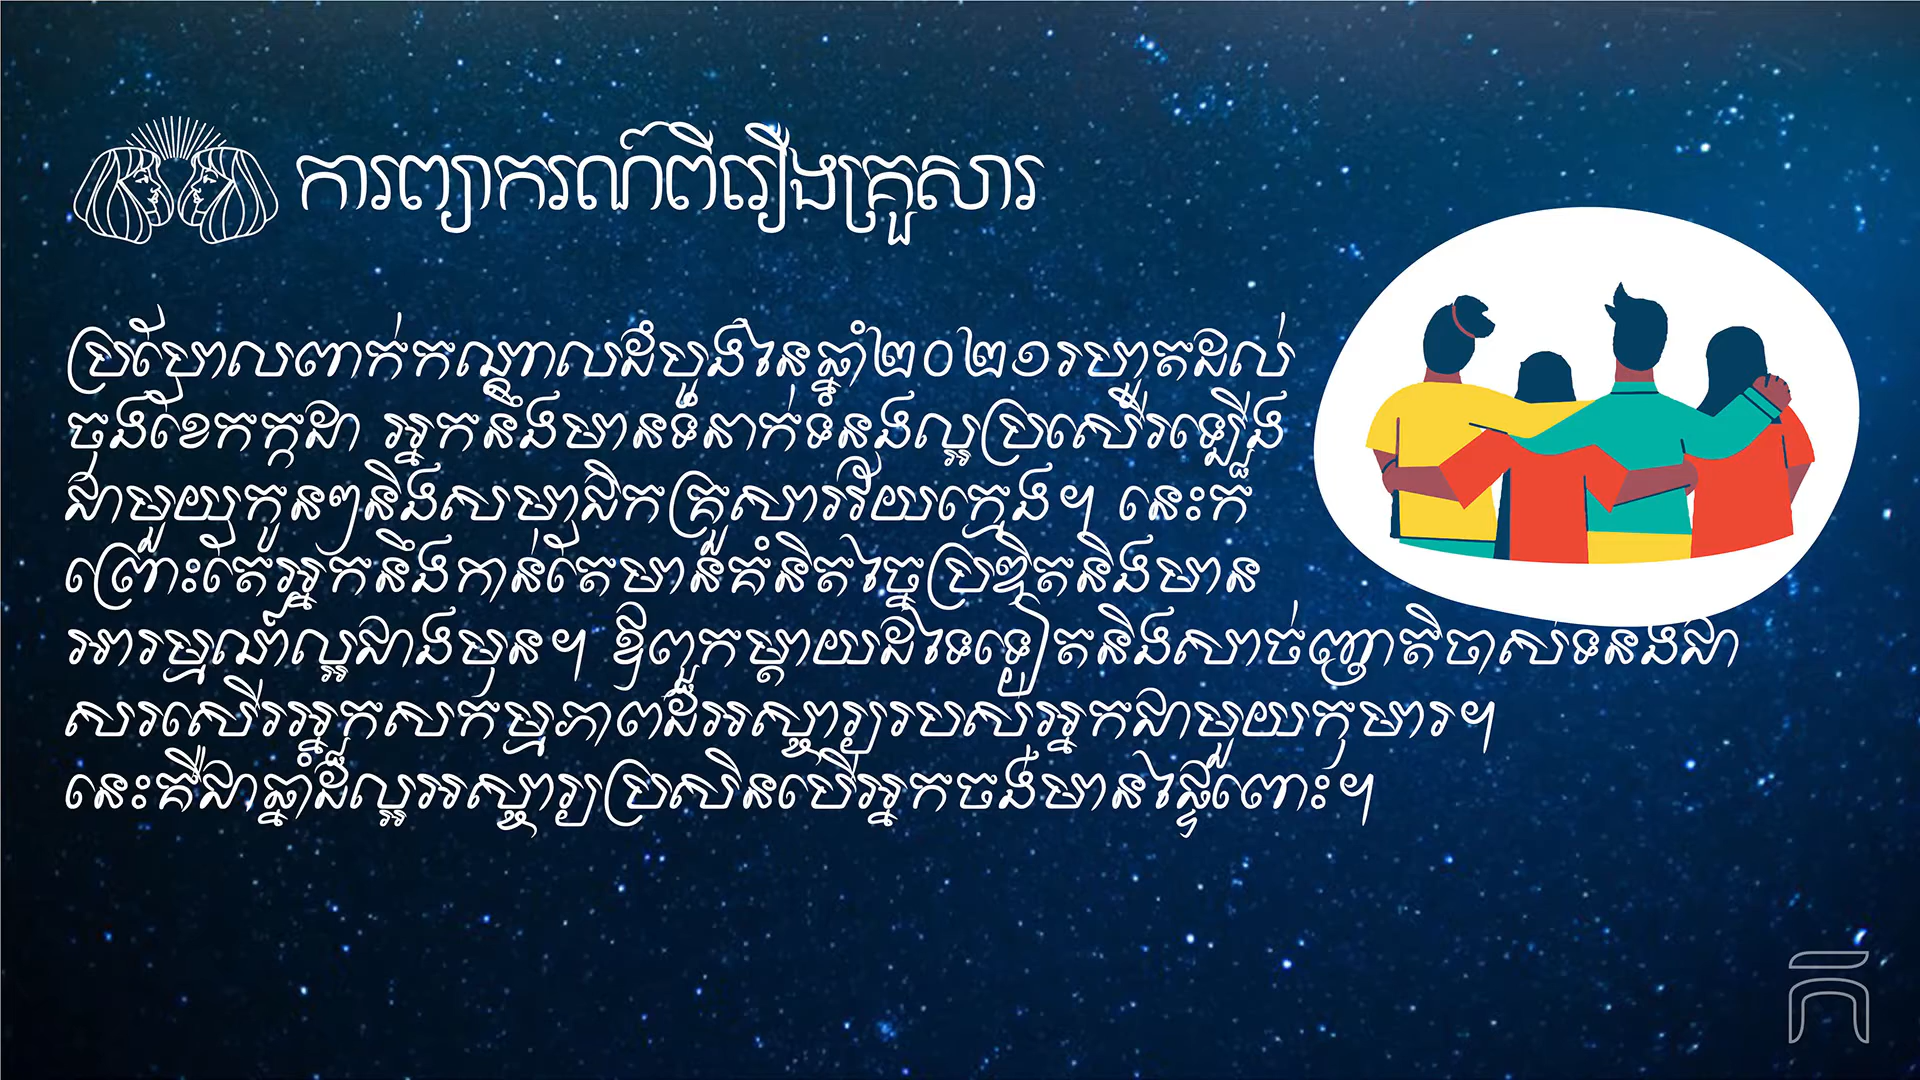 ការព្យាករណ៍ពីរឿងគ្រួសារ
ប្រហែលពាក់កណ្ដាលដំបូងនៃឆ្នាំ២០២១រហូតដល់
ចុងខែកក្កដា អ្នកនឹងមានទំនាក់ទំនងល្អប្រសើរឡើង
ជាមួយកូនៗនិងសមាជិកគ្រួសារវ័យក្មេង។ នេះក៏
ព្រោះតែអ្នកនឹងកាន់តែមានគំនិតច្នៃប្រឌិតនិងមាន
អារម្មណ៍ល្អជាងមុន។ ឪពុកម្ដាយដទៃទៀតនិងសាច់ញាតិចាស់ទុំនឹងជា
សរសើរអ្នកសកម្មភាពដ៏អស្ចារ្យរបស់អ្នកជាមួយកុមារ។
នេះគឺជាឆ្នាំដ៏ល្អអស្ចារ្យប្រសិនបើអ្នកចង់មានផ្ទៃពោះ។